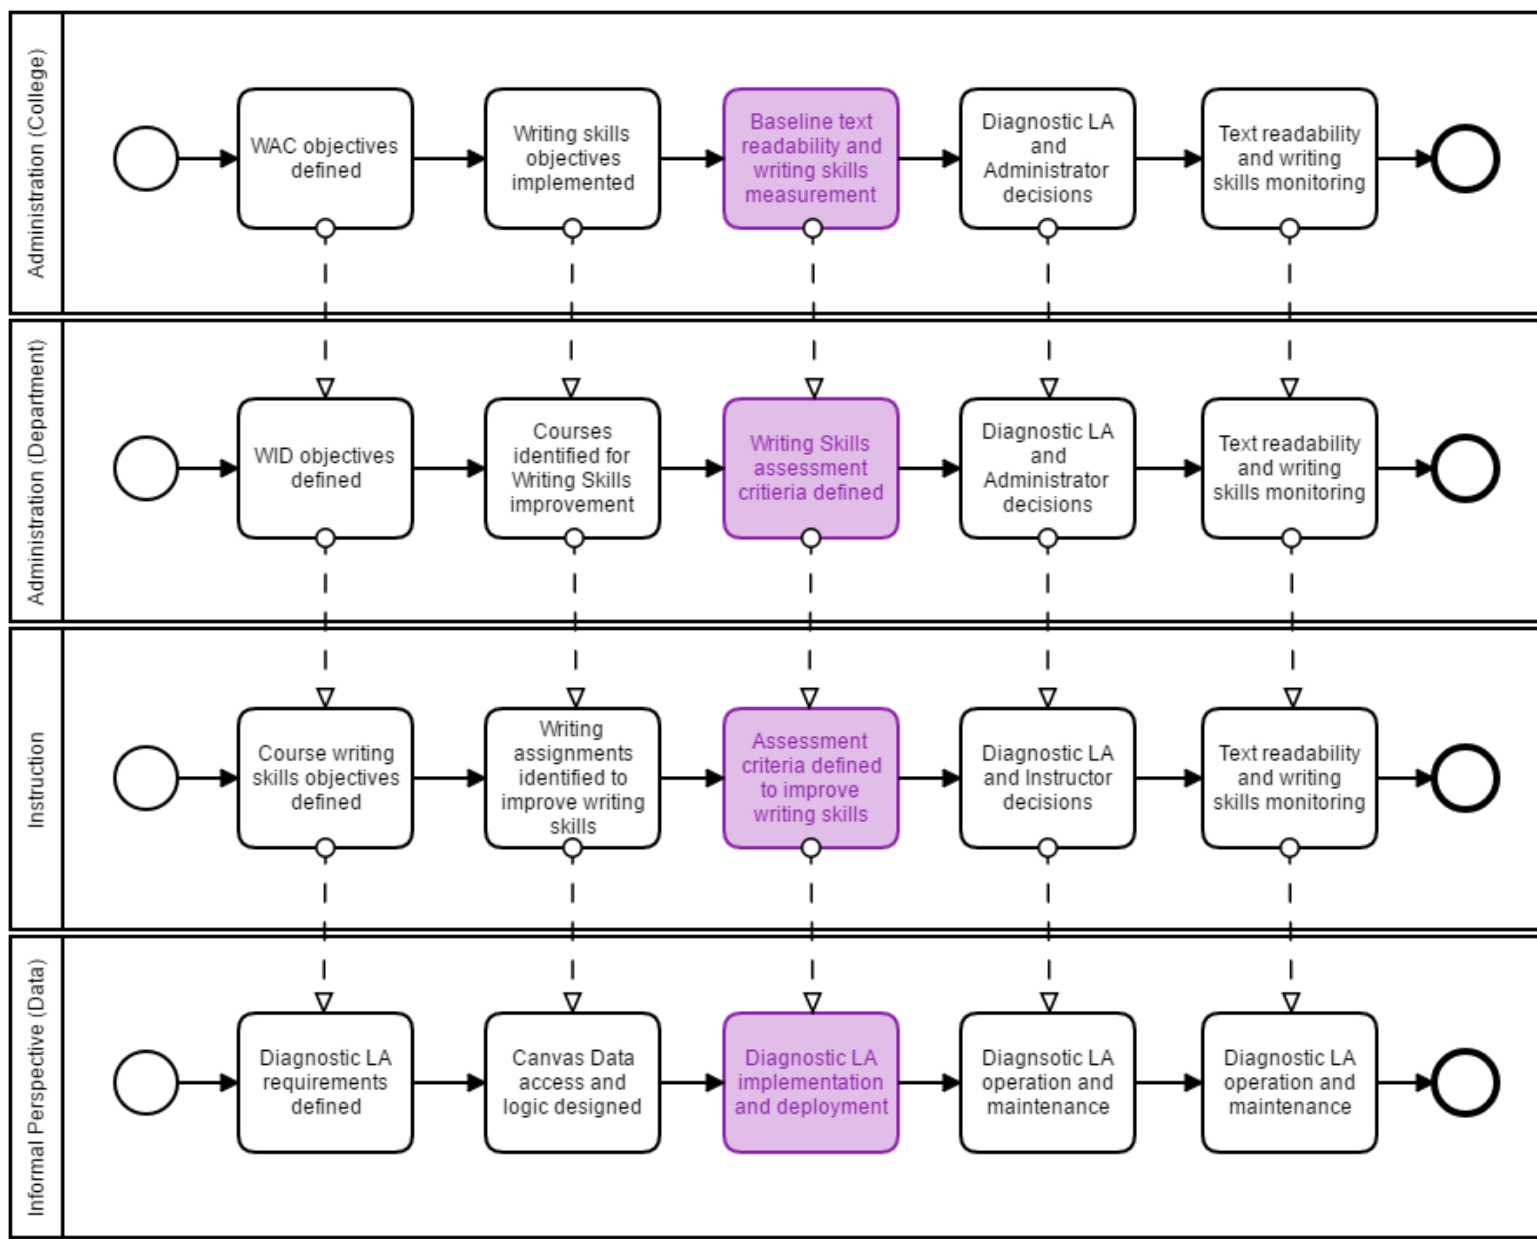 Administration (College)
WAC objectives
defined
Writing skills
objectives
implemented
Baseline text
readability and
writing skills
measurement
Diagnostic LA
and
Administrator
decisions
Text readability
and writing
skills monitoring
Administration (Department)
WID objectives
defined
Courses
identified for
Writing Skills
improvement
Writing Skills
assessment
critieria defined
Diagnostic LA
and
Administrator
decisions
Text readability
and writing
skills monitoring
Instruction
Course writing
skills objectives
defined
Writing
assignments
identified to
improve writing
skills
Assessment
criteria defined
to improve
writing skills
Diagnostic LA
and Instructor
decisions
Text readability
and writing
skills monitoring
Informal Perspective (Data)
Diagnostic LA
requirements
defined
Canvas Data
access and
logic designed
Diagnostic LA
implementation
and deployment
Diagnsotic LA
operation and
maintenance
Diagnostic LA
operation and
maintenance